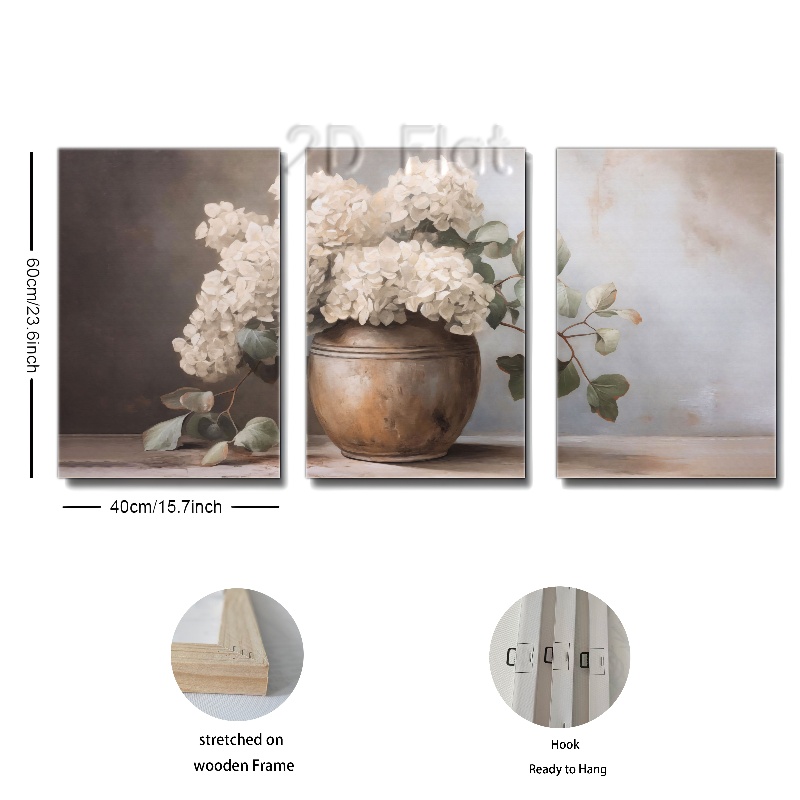 2D Flat
60cm/23.6inch
40cm/15.7inch
stretched on
wooden Frame
Hook
Ready to Hang